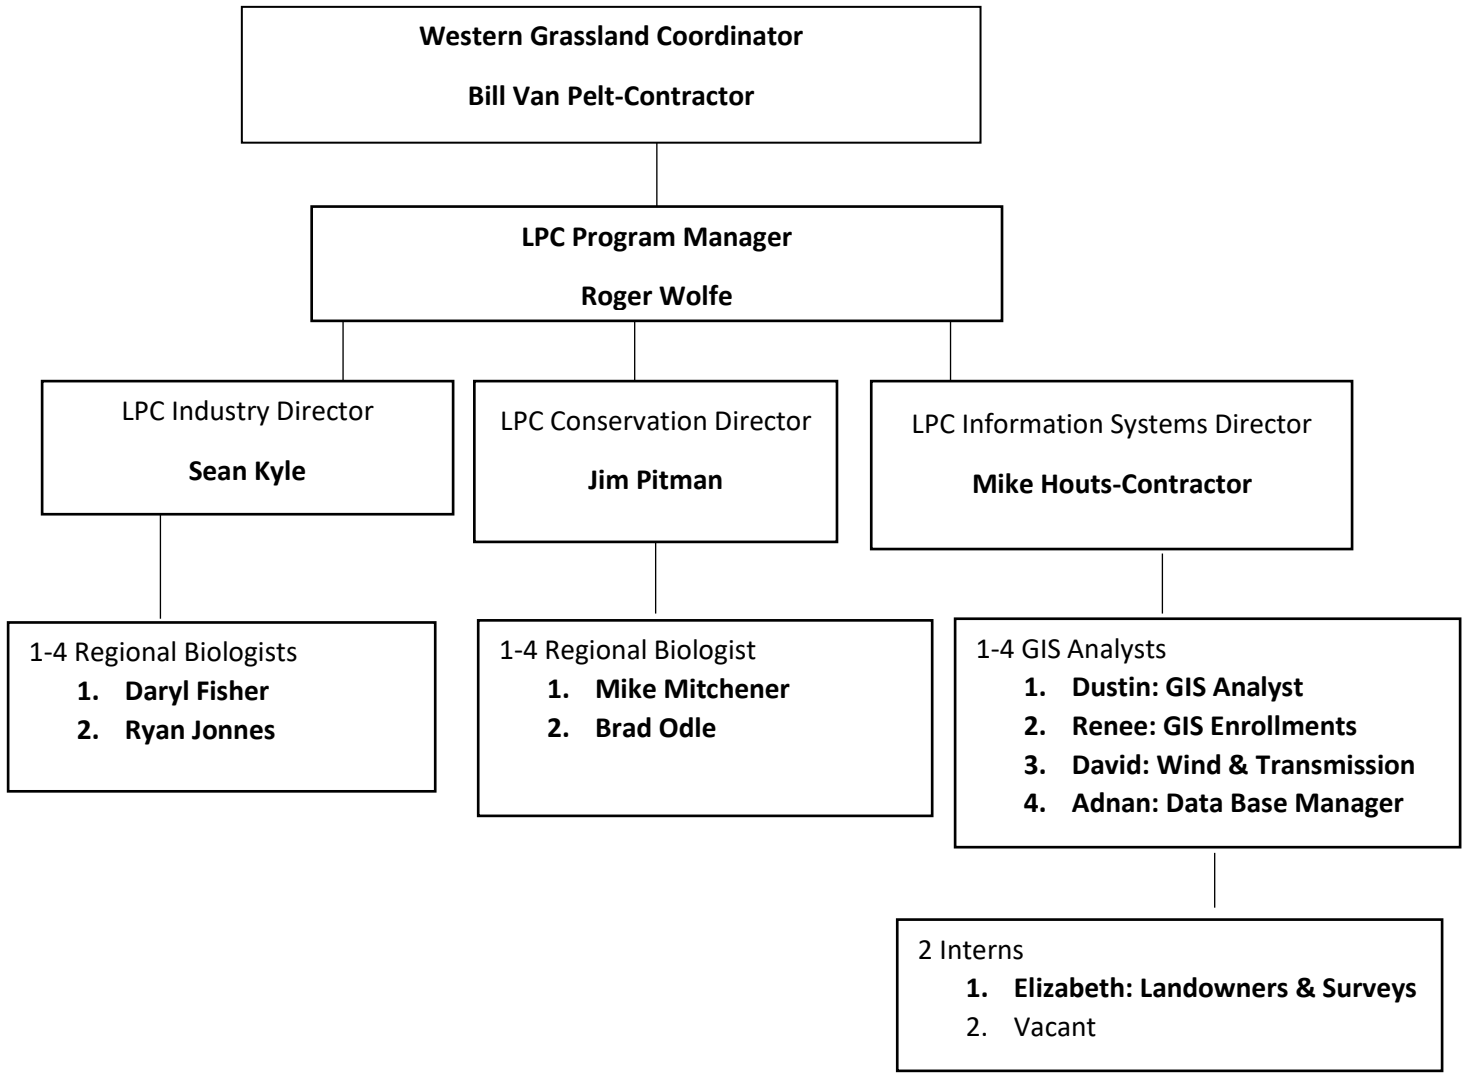 Western Grassland Coordinator
Bill Van Pelt-Contractor
LPC Program Manager
Roger Wolfe
LPC Industry Director
Sean Kyle
LPC Conservation Director
Jim Pitman
LPC Information Systems Director
Mike Houts-Contractor
1-4 Regional Biologists
1. Daryl Fisher
2. Ryan Jonnes
1-4 Regional Biologist
1. Mike Mitchener
2. Brad Odle
1-4 GIS Analysts
1. Dustin: GIS Analyst
2. Renee: GIS Enrollments
3. David: Wind & Transmission
4. Adnan: Data Base Manager
2 Interns
1. Elizabeth: Landowners & Surveys
2. Vacant